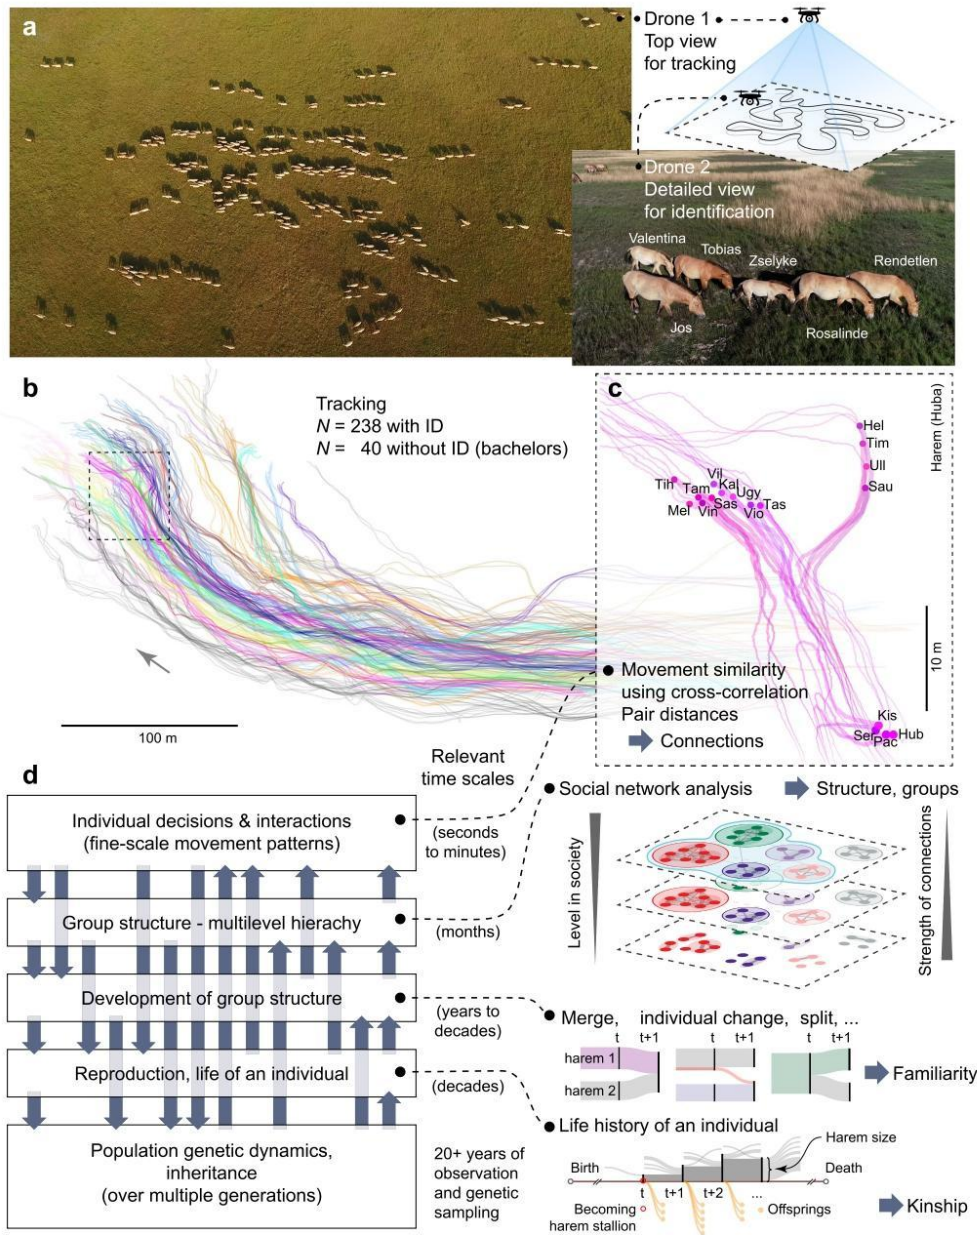 a
Drone 1
Top view
for tracking
Drone 2
Detailed view
for identification
Valentina
Tobias
Zselyke
Rendetlen
Jos
Rosalinde
b
Tracking
N = 238 with ID
N = 40 without ID (bachelors)
100 m
c
Harem (Huba)
Hel
Tim
Ull
Sau
Vil
Tih
Tam
Kal
Ugy
Mel
Vin
Sas
Vio
Tas
10 m
Kis
Ser
Pac
Hub
Movement similarity
using cross-correlation
Pair distances
Connections
d
Relevant
time scales
Individual decisions & interactions
(fine-scale movement patterns)
(seconds
to minutes)
Group structure - multilevel hierachy
(months)
Development of group structure
(years to
decades)
Reproduction, life of an individual
(decades)
Population genetic dynamics,
inheritance
(over multiple generations)
20+ years of
observation
and genetic
sampling
Social network analysis
Structure, groups
Level in society
Strength of connections
Merge, individual change, split, ...
t t+1 t t+1 t t+1
harem 1
harem 2
Familiarity
Life history of an individual
Harem size
Birth
Death
t t+1 t+2 ...
Becoming
harem stallion
Offsprings
Kinship